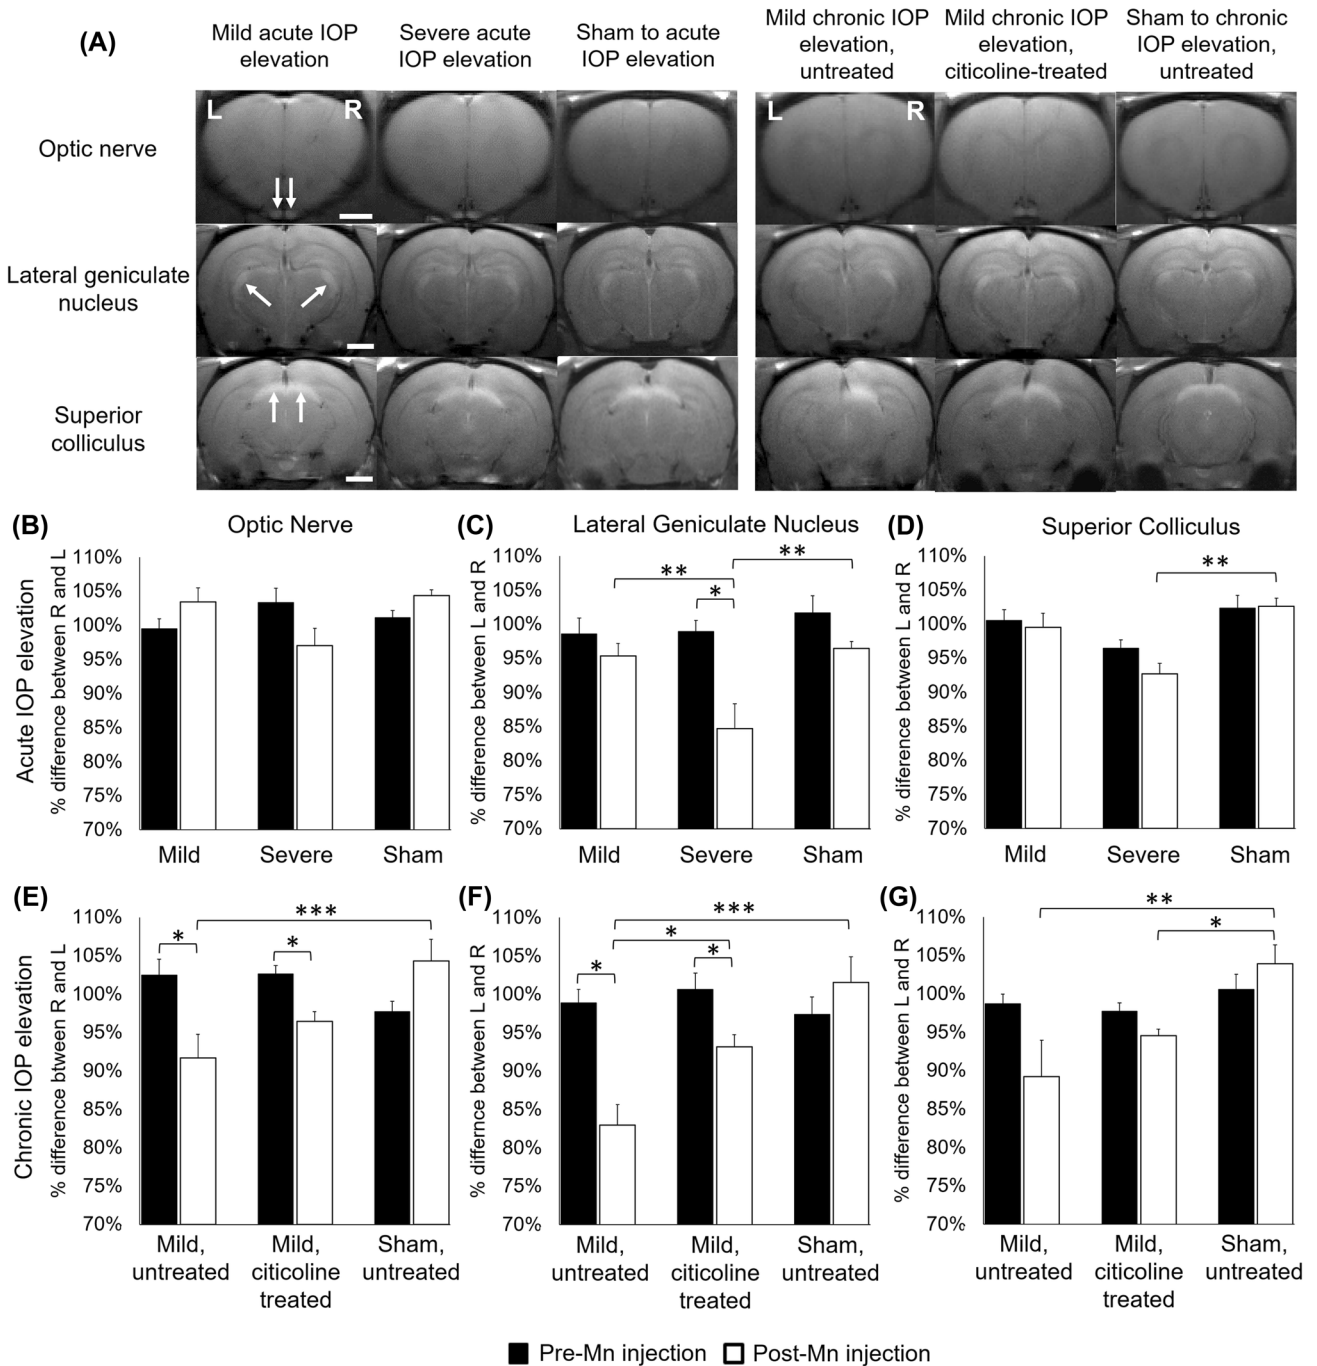 (A)
Mild acute IOP
elevation
Severe acute
IOP elevation
Sham to acute
IOP elevation
Mild chronic IOP
elevation,
untreated
Mild chronic IOP
elevation,
citicoline-treated
Sham to chronic
IOP elevation,
untreated
L
R
L
R
Optic nerve
Lateral geniculate
nucleus
Superior
colliculus
(B)
Optic Nerve
Acute IOP elevation
% difference between R and L
110%
105%
100%
95%
90%
85%
80%
75%
70%
Mild
Severe
Sham
(C)
Lateral Geniculate Nucleus
% difference between L and R
110%
105%
100%
95%
90%
85%
80%
75%
70%
**
**
*
Mild
Severe
Sham
(D)
Superior Colliculus
% diference between L and R
110%
105%
100%
95%
90%
85%
80%
75%
70%
**
Mild
Severe
Sham
(E)
Chronic IOP elevation
% difference btween R and L
110%
105%
100%
95%
90%
85%
80%
75%
70%
***
*
*
Mild,
untreated
Mild,
citicoline
treated
Sham,
untreated
(F)
% differnce between L and R
110%
105%
100%
95%
90%
85%
80%
75%
70%
***
*
*
*
Mild,
untreated
Mild,
citicoline
treated
Sham,
untreated
(G)
% difference between L and R
110%
105%
100%
95%
90%
85%
80%
75%
70%
**
*
Mild,
untreated
Mild,
citicoline
treated
Sham,
untreated
Pre-Mn injection
Post-Mn injection